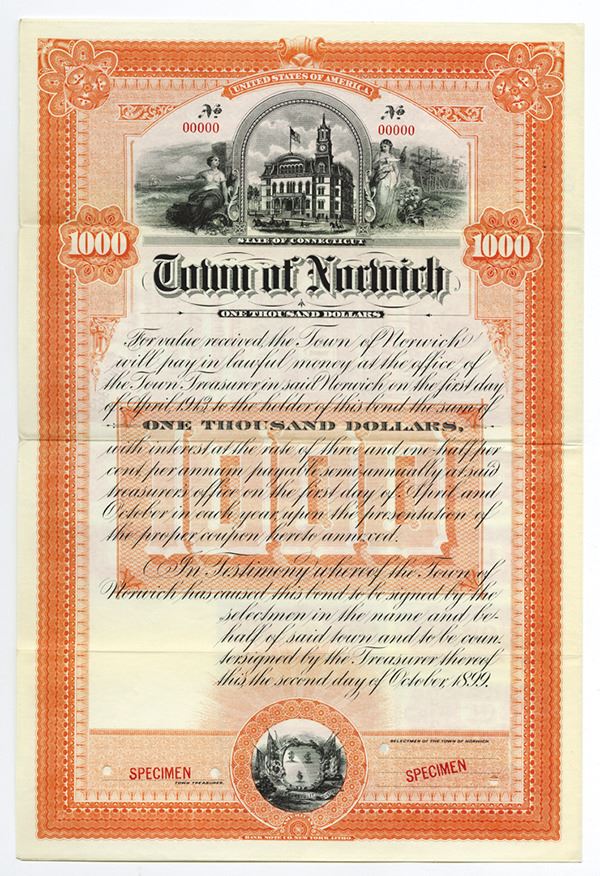 UNITED STATES OF AMERICA
No 00000
No 00000
STATE OF CONNECTICUT
1000
1000
Town of Norwich
ONE THOUSAND DOLLARS
For value received, the Town of Norwich
will pay in lawful money at the office of
the Town Treasurer in said Norwich on the first day
of April, 1913, to the holder of this bond the sum of
ONE THOUSAND DOLLARS,
with interest at the rate of three and one-half per
cent. per annum payable semi-annually at said
treasurer's office on the first day of April and
October in each year, upon the presentation of
the proper coupon hereto annexed.
1000
In Testimony whereof the Town of
Norwich has caused this bond to be signed by the
selectmen in the name and be-
half of said town and to be coun-
tersigned by the Treasurer thereof
this the second day of October, 1899.
SELECTMEN OF THE TOWN OF NORWICH
SPECIMEN
TOWN TREASURER.
SPECIMEN
BANK NOTE CO. NEW YORK. LITHO.